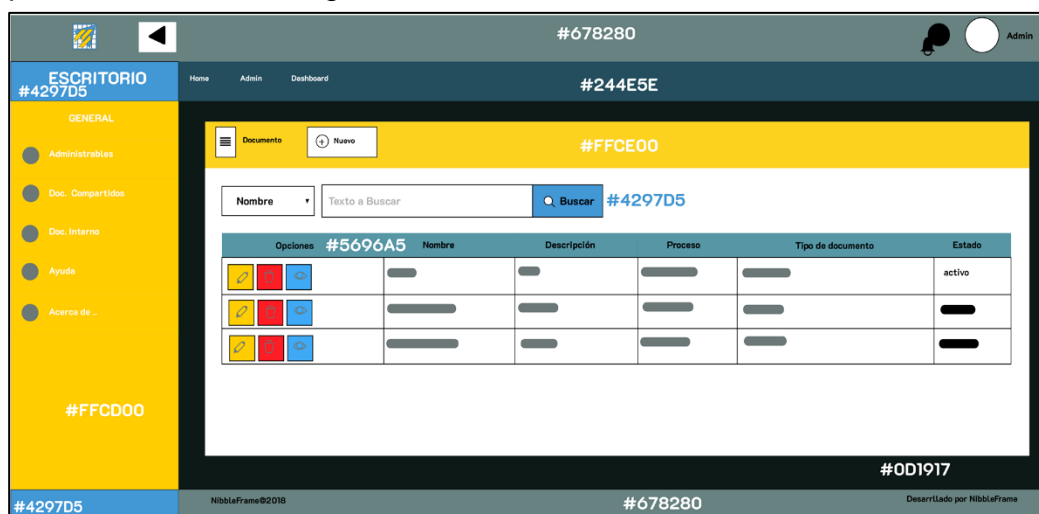 #678280
Admin
ESCRITORIO
#4297D5
Home Admin Dashboard
#244E5E
GENERAL
Administrables
Doc. Compartidos
Doc. Interno
Ayuda
Acerca de ..
#FFCD00
#4297D5
Documento
Nuevo
#FFCE00
Nombre
Texto a Buscar
Buscar
#4297D5
Opciones #5696A5 Nombre Descripción Proceso Tipo de documento Estado
activo
#0D1917
NibbleFrame©2018
#678280
Desarrllado por NibbleFrame